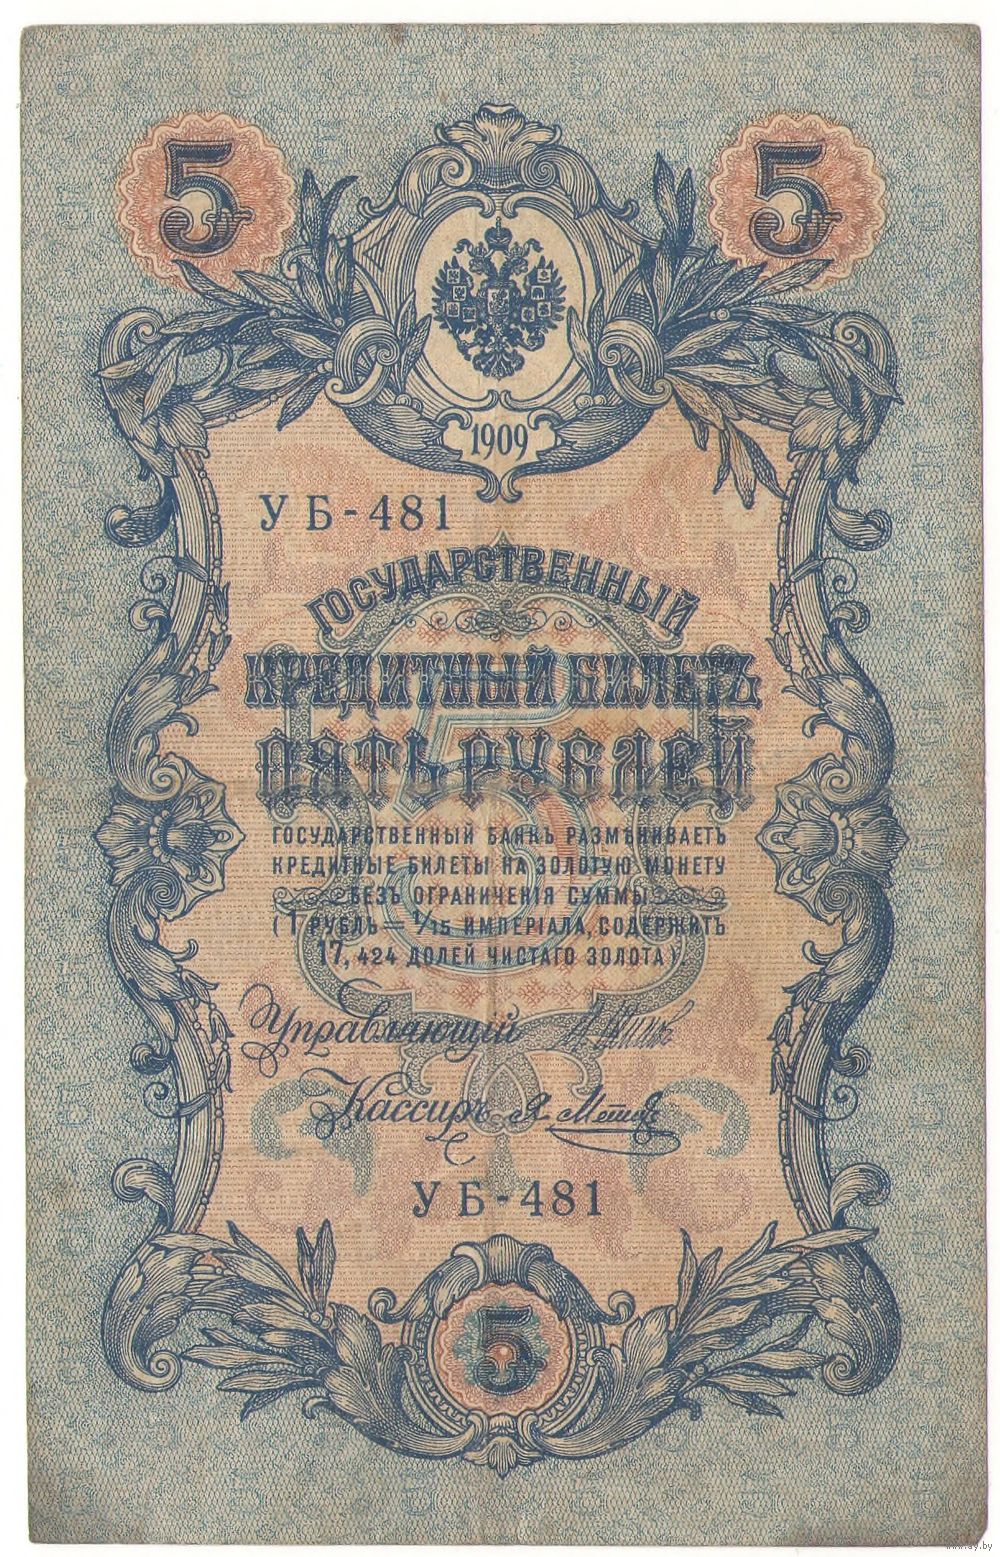 5 5
1909
УБ-481
ГОСУДАРСТВЕННЫЙ
КРЕДИТНЫЙ БИЛЕТЪ
ПЯТЬ РУБЛЕЙ
5
ГОСУДАРСТВЕННЫЙ БАНКЪ РАЗМѢНИВАЕТЪ
КРЕДИТНЫЕ БИЛЕТЫ НА ЗОЛОТУЮ МОНЕТУ
БЕЗЪ ОГРАНИЧЕНІЯ СУММЫ
(1 РУБЛЬ — 1/15 ИМПЕРІАЛА, СОДЕРЖИТЪ
17,424 ДОЛЕЙ ЧИСТАГО ЗОЛОТА)
Управляющій
Кассиръ
УБ-481
5